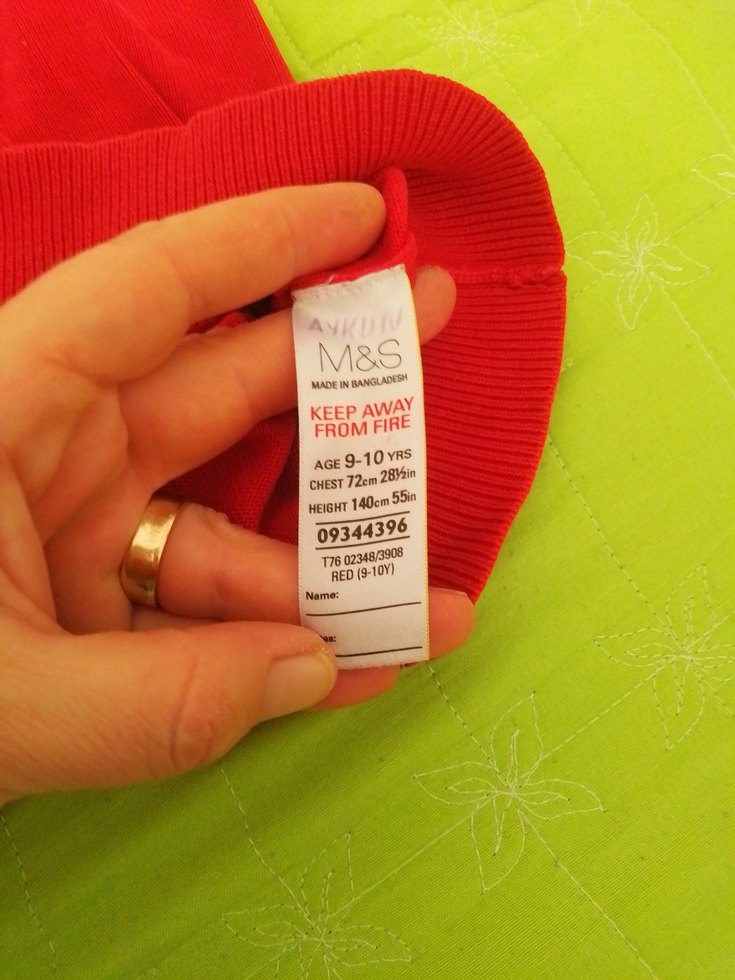 AYKUN
M&S
MADE IN BANGLADESH
KEEP AWAY
FROM FIRE
AGE 9-10 YRS
CHEST 72cm 28½in
HEIGHT 140cm 55in
09344396
T76 02348/3908
RED (9-10Y)
Name: